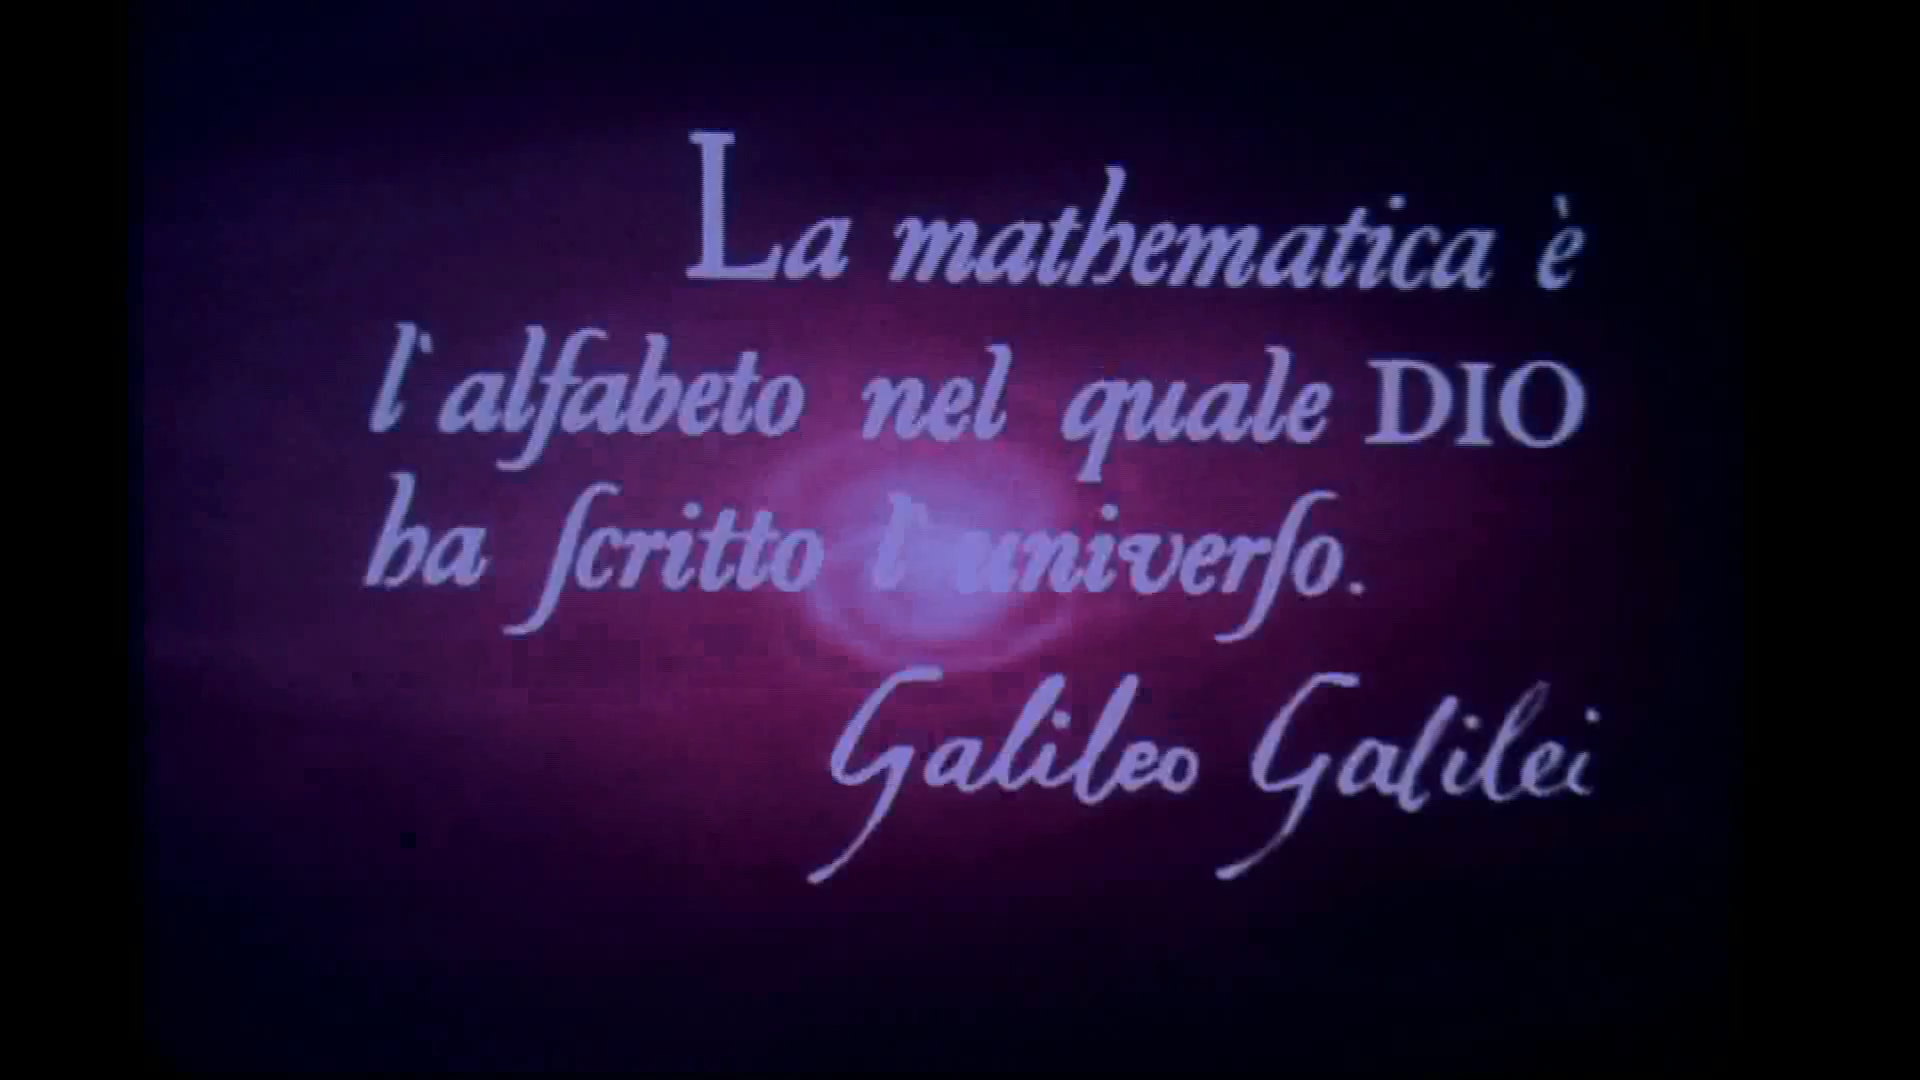 La mathematica è
l'alfabeto nel quale DIO
ha ſcritto l'univerſo.
Galileo Galilei